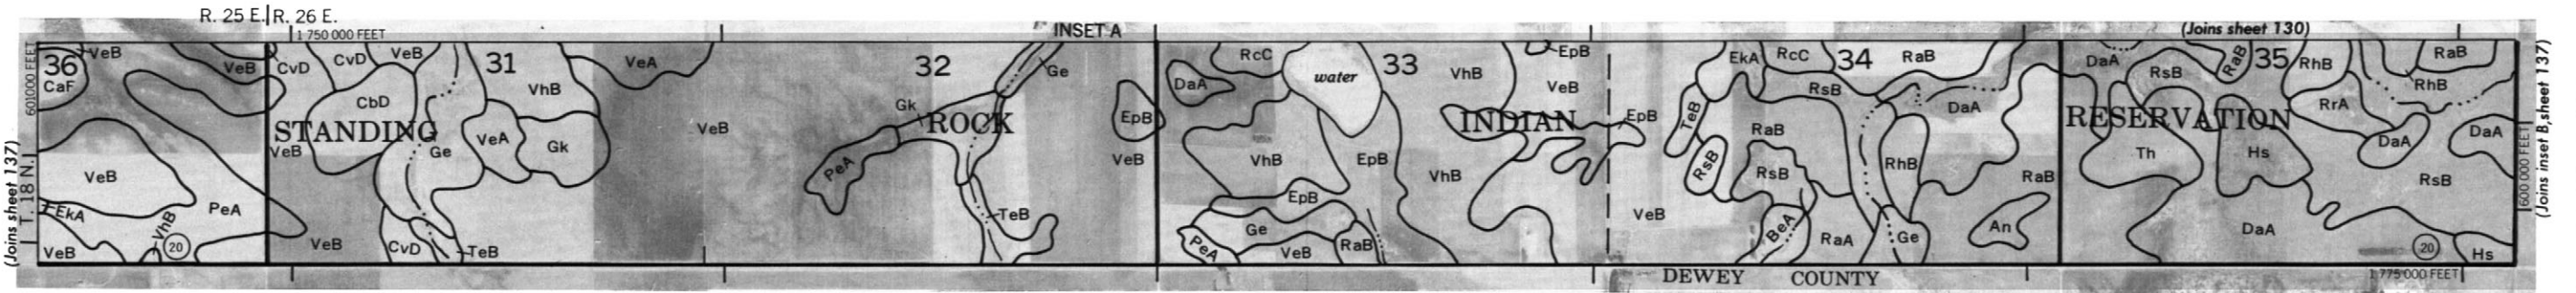 R. 25 E. R. 26 E.
1 750 000 FEET
INSET A
(Joins sheet 130)
601 000 FEET
(Joins sheet 137)
T. 18 N.
36
CaF
VeB
VeB
VeB
EkA
VeB
VhB
20
PeA
CvD
CvD
VeB
31
CbD
VhB
STANDING
VeB
Ge
VeA
Gk
VeB
CvD
TeB
VeA
VeB
32
Gk
ROCK
Ge
PeA
TeB
EpB
VeB
RcC
DaA
water
33
VhB
EpB
VeB
INDIAN
EpB
VhB
EpB
VhB
EpB
Ge
PeA
VeB
RaB
VeB
EkA
RcC
34
RaB
TeB
RsB
DaA
RaB
RsB
RsB
RhB
RaB
BeA
RaA
Ge
An
DaA
RsB
RaB
35
RhB
RaB
RhB
RrA
RESERVATION
DaA
DaA
Th
Hs
RsB
DaA
20
Hs
600 000 FEET
(Joins inset B, sheet 137)
DEWEY COUNTY
1 775 000 FEET